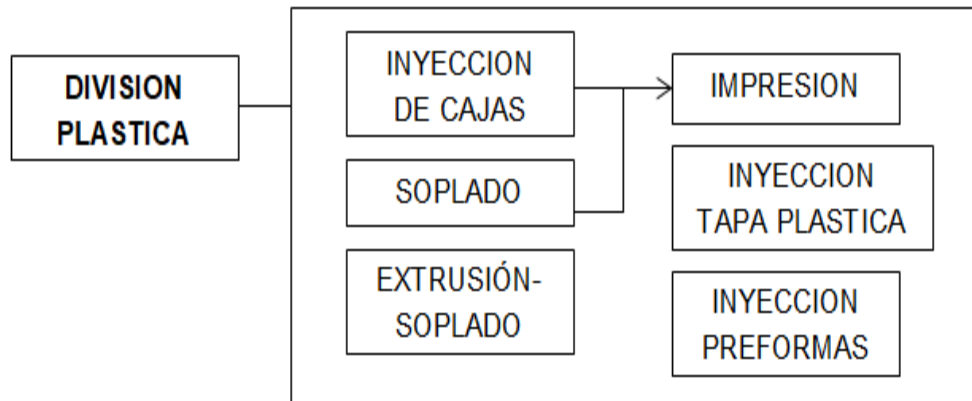 DIVISION
PLASTICA
INYECCION
DE CAJAS
SOPLADO
EXTRUSIÓN-
SOPLADO
IMPRESION
INYECCION
TAPA PLASTICA
INYECCION
PREFORMAS